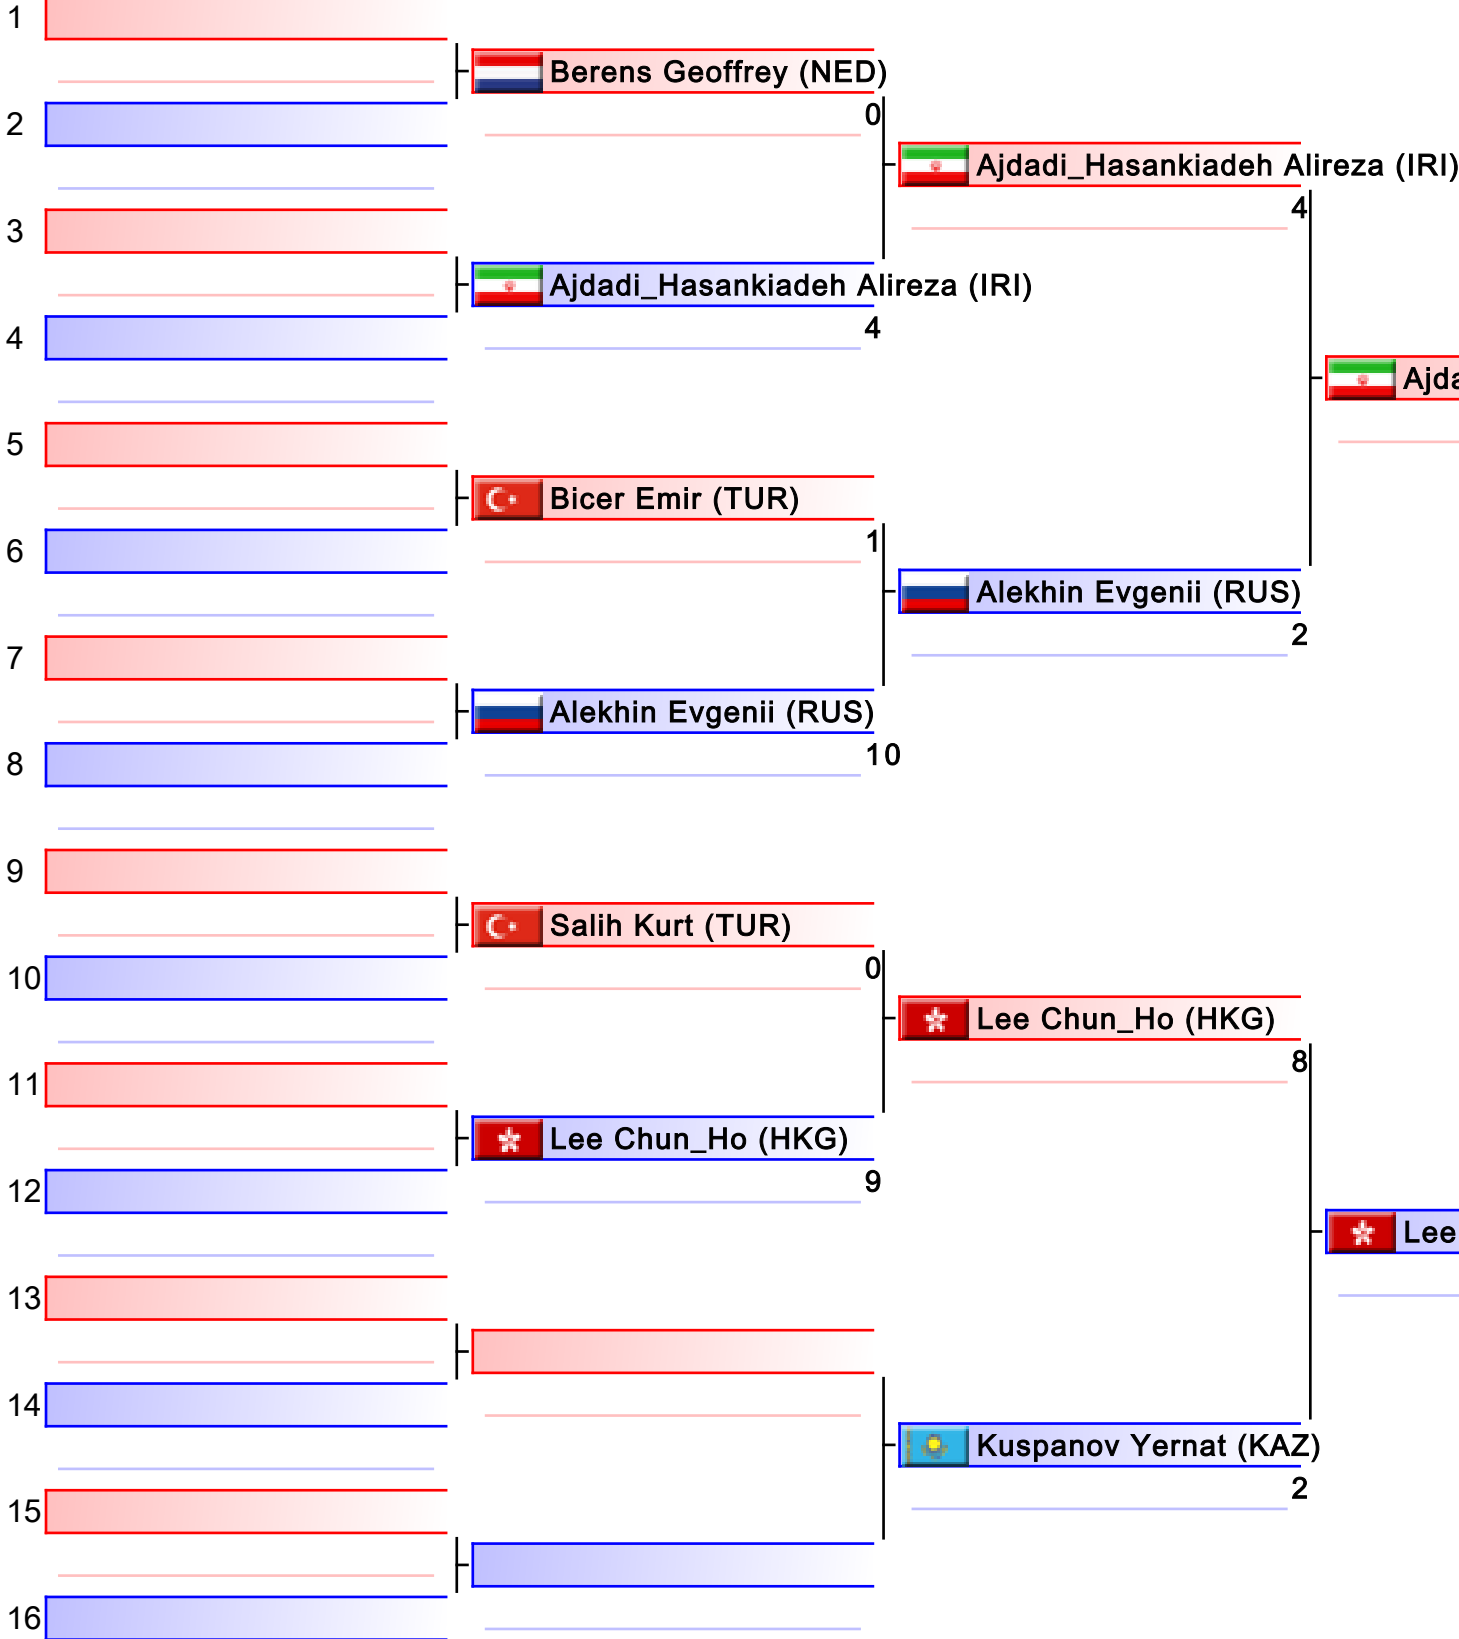 1
Berens Geoffrey (NED)
0
2
Ajdadi_Hasankiadeh Alireza (IRI)
4
3
Ajdadi_Hasankiadeh Alireza (IRI)
4
4
Ajda
5
Bicer Emir (TUR)
1
6
Alekhin Evgenii (RUS)
2
7
Alekhin Evgenii (RUS)
10
8
9
Salih Kurt (TUR)
0
10
Lee Chun_Ho (HKG)
8
11
Lee Chun_Ho (HKG)
9
12
Lee
13
14
Kuspanov Yernat (KAZ)
2
15
16